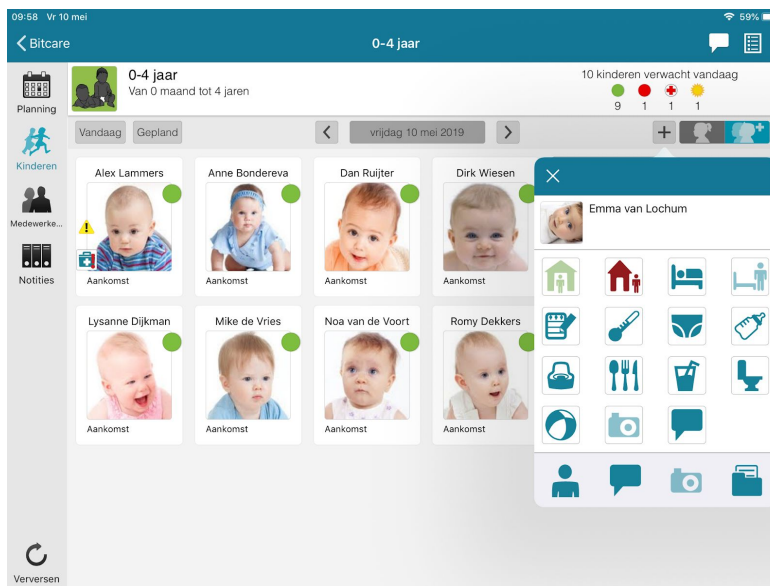 09:58 Vr 10 mei
59%
Bitcare
0-4 jaar
Planning
Kinderen
Medewerke...
Notities
Verversen
0-4 jaar
Van 0 maand tot 4 jaren
10 kinderen verwacht vandaag
9 1 1 1
Vandaag Gepland
vrijdag 10 mei 2019
Alex Lammers
Aankomst
Anne Bondereva
Aankomst
Dan Ruijter
Aankomst
Dirk Wiesen
Aankomst
Lysanne Dijkman
Aankomst
Mike de Vries
Aankomst
Noa van de Voort
Aankomst
Romy Dekkers
Aankomst
Emma van Lochum